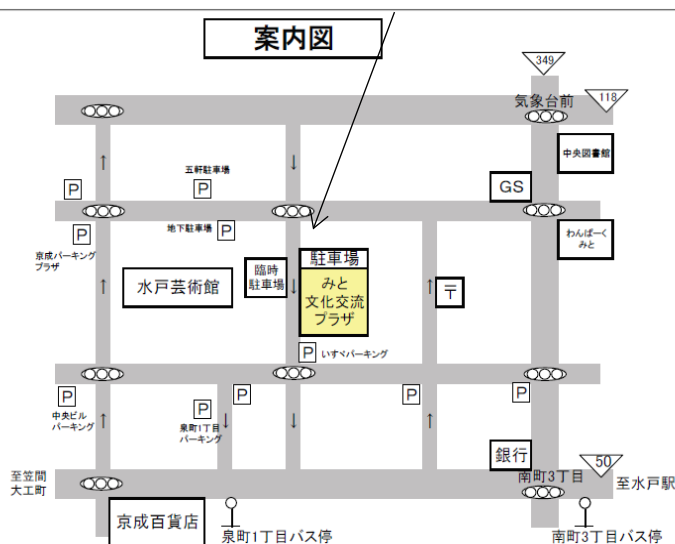 案内図
349
118
気象台前
中央図書館
五軒駐車場
P
P
GS
地下駐車場
P
P
京成パーキング
プラザ
わんぱーく
みと
水戸芸術館
臨時
駐車場
駐車場
みと
文化交流
プラザ
〒
P
いすゞパーキング
P
中央ビル
パーキング
P
泉町1丁目
パーキング
P
P
P
銀行
50
至笠間
大工町
南町3丁目
至水戸駅
京成百貨店
泉町1丁目バス停
南町3丁目バス停